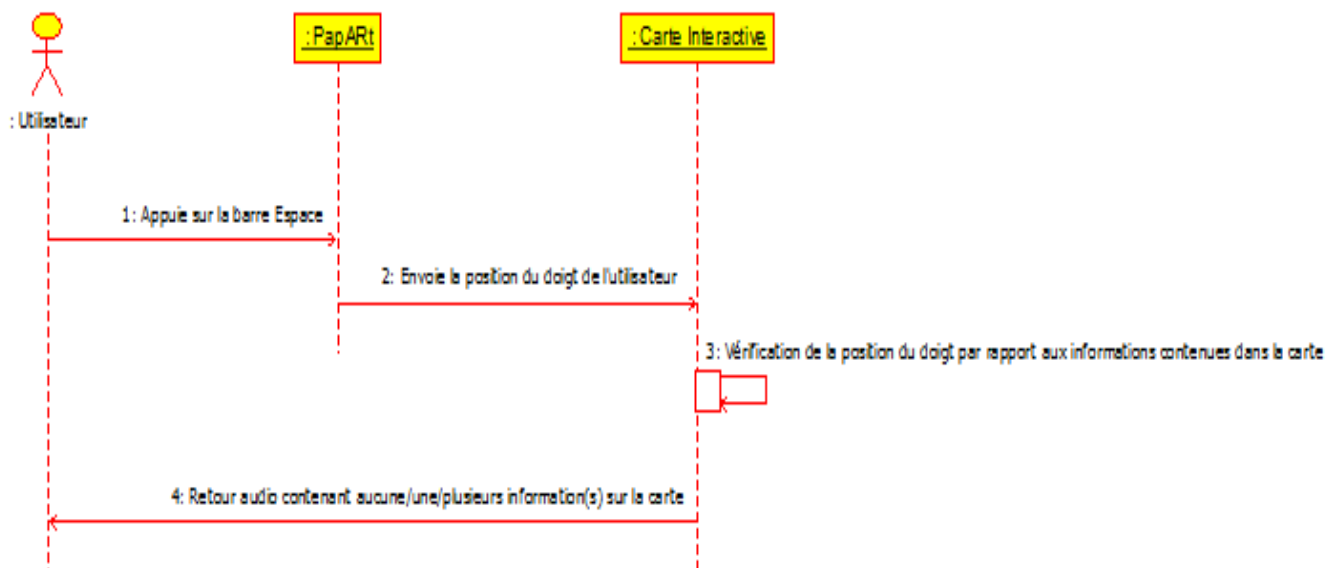 : PapARt
: Carte Interactive
: Utilisateur
1: Appuie sur la barre Espace
2: Envoie la position du doigt de l'utilisateur
3: Vérification de la position du doigt par rapport aux informations contenues dans la carte
4: Retour audio contenant aucune/une/plusieurs information(s) sur la carte